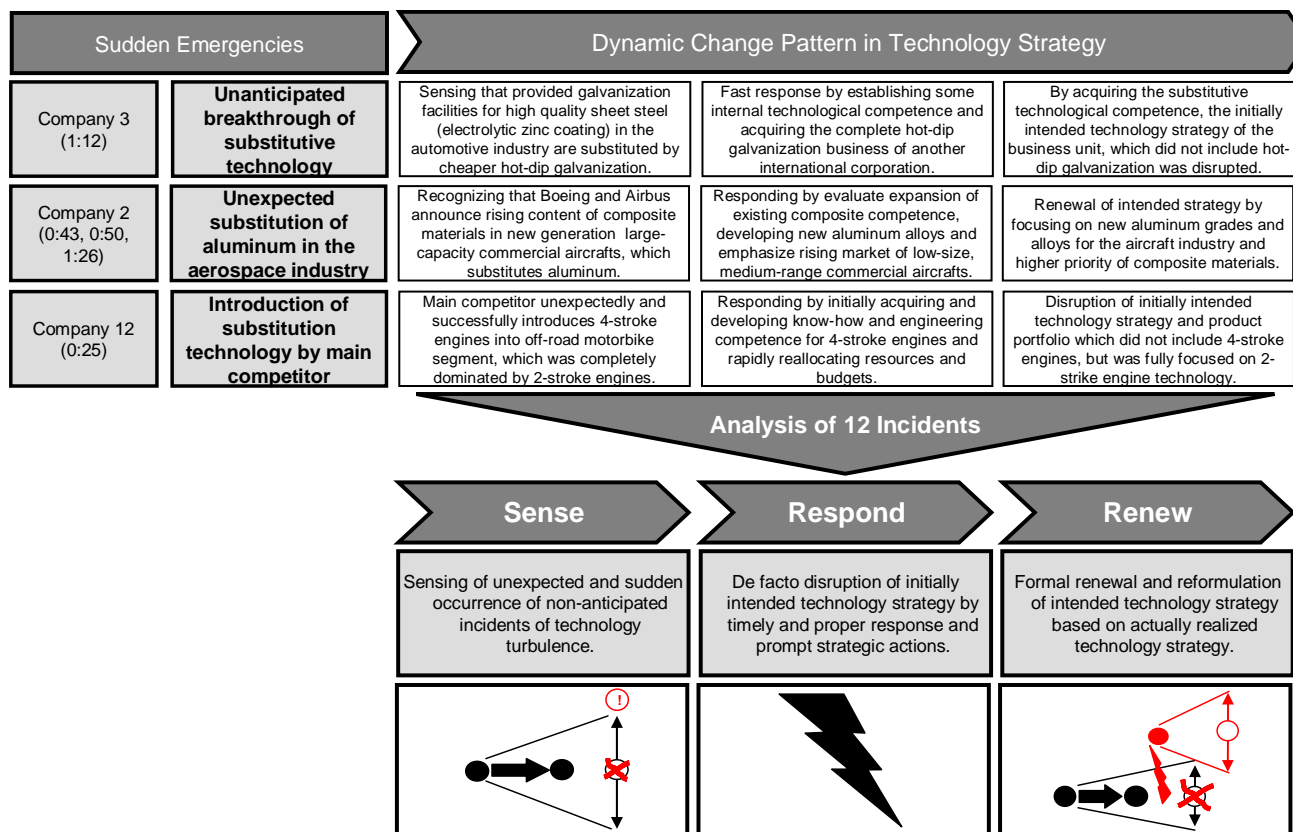 Sudden Emergencies
Dynamic Change Pattern in Technology Strategy
Company 3
(1:12)
Unanticipated
breakthrough of
substitutive
technology
Sensing that provided galvanization
facilities for high quality sheet steel
(electrolytic zinc coating) in the
automotive industry are substituted by
cheaper hot-dip galvanization.
Fast response by establishing some
internal technological competence and
acquiring the complete hot-dip
galvanization business of another
international corporation.
By acquiring the substitutive
technological competence, the initially
intended technology strategy of the
business unit, which did not include hot-
dip galvanization was disrupted.
Company 2
(0:43, 0:50,
1:26)
Unexpected
substitution of
aluminum in the
aerospace industry
Recognizing that Boeing and Airbus
announce rising content of composite
materials in new generation large-
capacity commercial aircrafts, which
substitutes aluminum.
Responding by evaluate expansion of
existing composite competence,
developing new aluminum alloys and
emphasize rising market of low-size,
medium-range commercial aircrafts.
Renewal of intended strategy by
focusing on new aluminum grades and
alloys for the aircraft industry and
higher priority of composite materials.
Company 12
(0:25)
Introduction of
substitution
technology by main
competitor
Main competitor unexpectedly and
successfully introduces 4-stroke
engines into off-road motorbike
segment, which was completely
dominated by 2-stroke engines.
Responding by initially acquiring and
developing know-how and engineering
competence for 4-stroke engines and
rapidly reallocating resources and
budgets.
Disruption of initially intended
technology strategy and product
portfolio which did not include 4-stroke
engines, but was fully focused on 2-
strike engine technology.
Analysis of 12 Incidents
Sense
Respond
Renew
Sensing of unexpected and sudden
occurrence of non-anticipated
incidents of technology
turbulence.
De facto disruption of initially
intended technology strategy by
timely and proper response and
prompt strategic actions.
Formal renewal and reformulation
of intended technology strategy
based on actually realized
technology strategy.
!